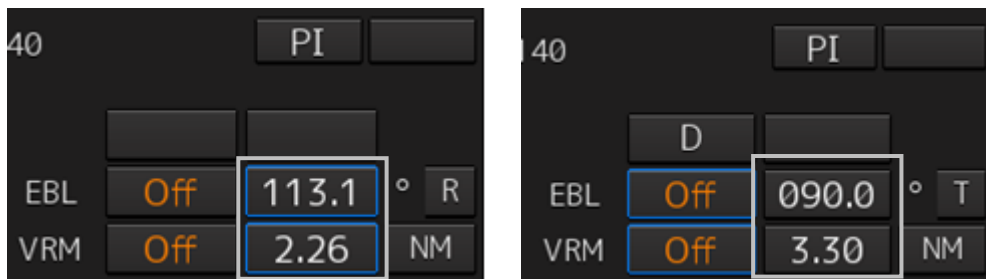 40 PI
EBL Off 113.1 ° R
VRM Off 2.26 NM
140 PI
D
EBL Off 090.0 ° T
VRM Off 3.30 NM